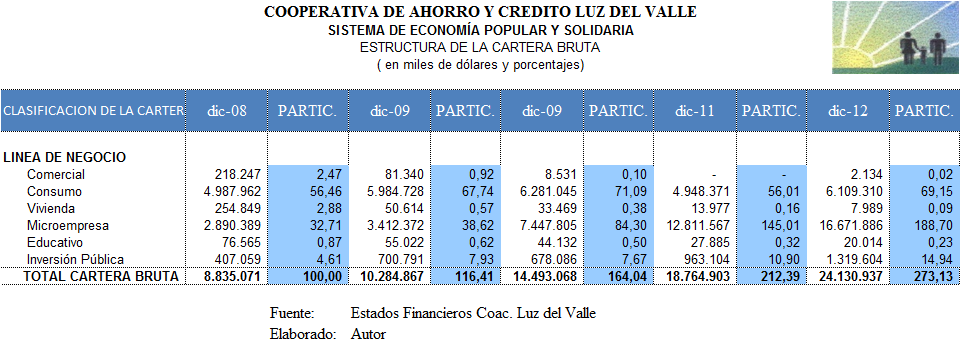 COOPERATIVA DE AHORRO Y CREDITO LUZ DEL VALLE
SISTEMA DE ECONOMÍA POPULAR Y SOLIDARIA
ESTRUCTURA DE LA CARTERA BRUTA
( en miles de dólares y porcentajes)
CLASIFICACION DE LA CARTER dic-08 PARTIC. dic-09 PARTIC. dic-09 PARTIC. dic-11 PARTIC. dic-12 PARTIC.
LINEA DE NEGOCIO
Comercial 218.247 2,47 81.340 0,92 8.531 0,10 - - 2.134 0,02
Consumo 4.987.962 56,46 5.984.728 67,74 6.281.045 71,09 4.948.371 56,01 6.109.310 69,15
Vivienda 254.849 2,88 50.614 0,57 33.469 0,38 13.977 0,16 7.989 0,09
Microempresa 2.890.389 32,71 3.412.372 38,62 7.447.805 84,30 12.811.567 145,01 16.671.886 188,70
Educativo 76.565 0,87 55.022 0,62 44.132 0,50 27.885 0,32 20.014 0,23
Inversión Pública 407.059 4,61 700.791 7,93 678.086 7,67 963.104 10,90 1.319.604 14,94
TOTAL CARTERA BRUTA 8.835.071 100,00 10.284.867 116,41 14.493.068 164,04 18.764.903 212,39 24.130.937 273,13
Fuente: Estados Financieros Coac. Luz del Valle
Elaborado: Autor